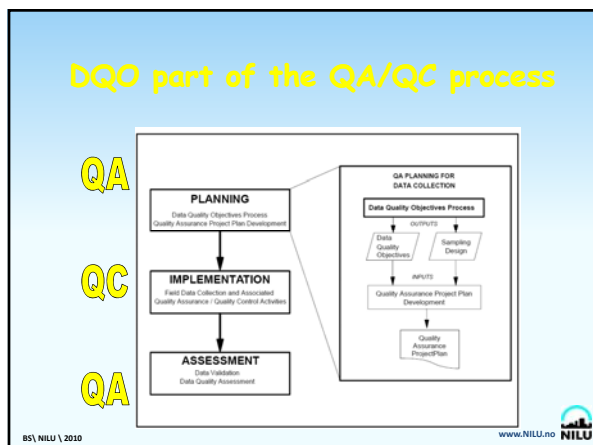 DQO part of the QA/QC process
QA
PLANNING
Data Quality Objectives Process
Quality Assurance Project Plan Development
QC
IMPLEMENTATION
Field Data Collection and Associated
Quality Assurance / Quality Control Activities
QA
ASSESSMENT
Data Validation
Data Quality Assessment
QA PLANNING FOR
DATA COLLECTION
Data Quality Objectives Process
OUTPUTS
Data
Quality
Objectives
Sampling
Design
INPUTS
Quality Assurance Project Plan
Development
Quality
Assurance
ProjectPlan
BS\ NILU \ 2010
www.NILU.no
NILU